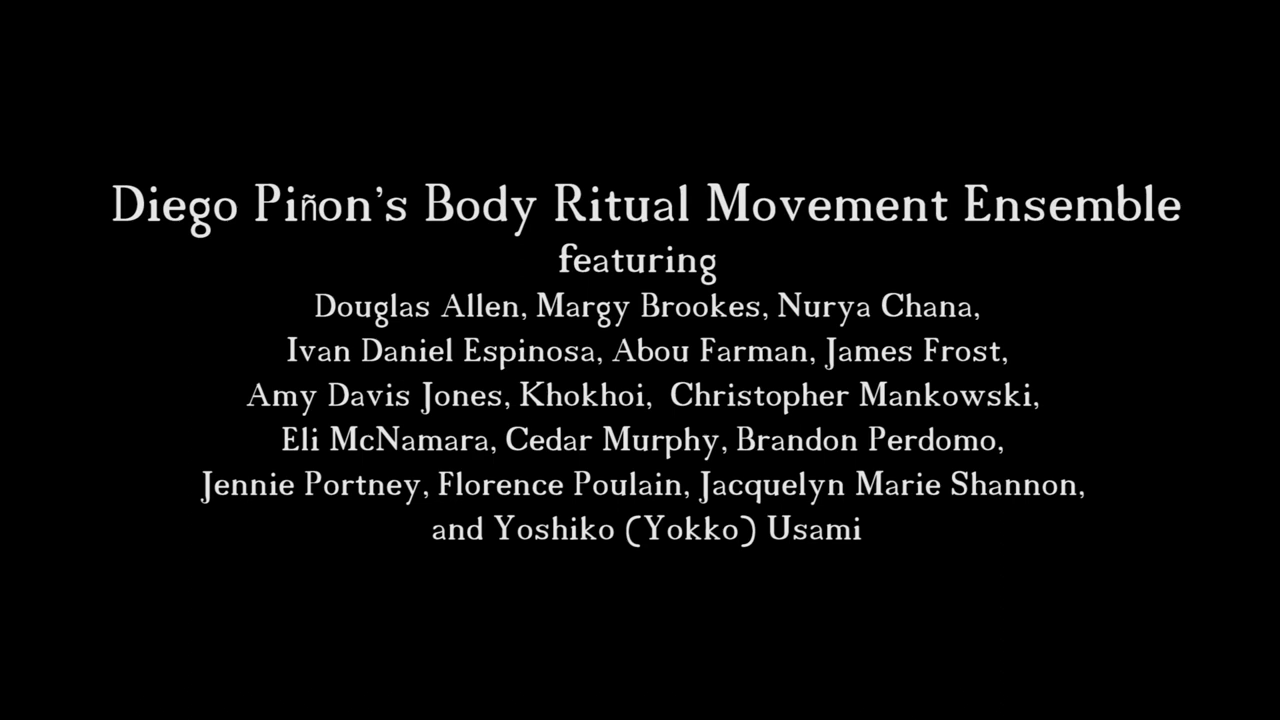 Diego Piñon's Body Ritual Movement Ensemble
featuring
Douglas Allen, Margy Brookes, Nurya Chana,
Ivan Daniel Espinosa, Abou Farman, James Frost,
Amy Davis Jones, Khokhoi, Christopher Mankowski,
Eli McNamara, Cedar Murphy, Brandon Perdomo,
Jennie Portney, Florence Poulain, Jacquelyn Marie Shannon,
and Yoshiko (Yokko) Usami